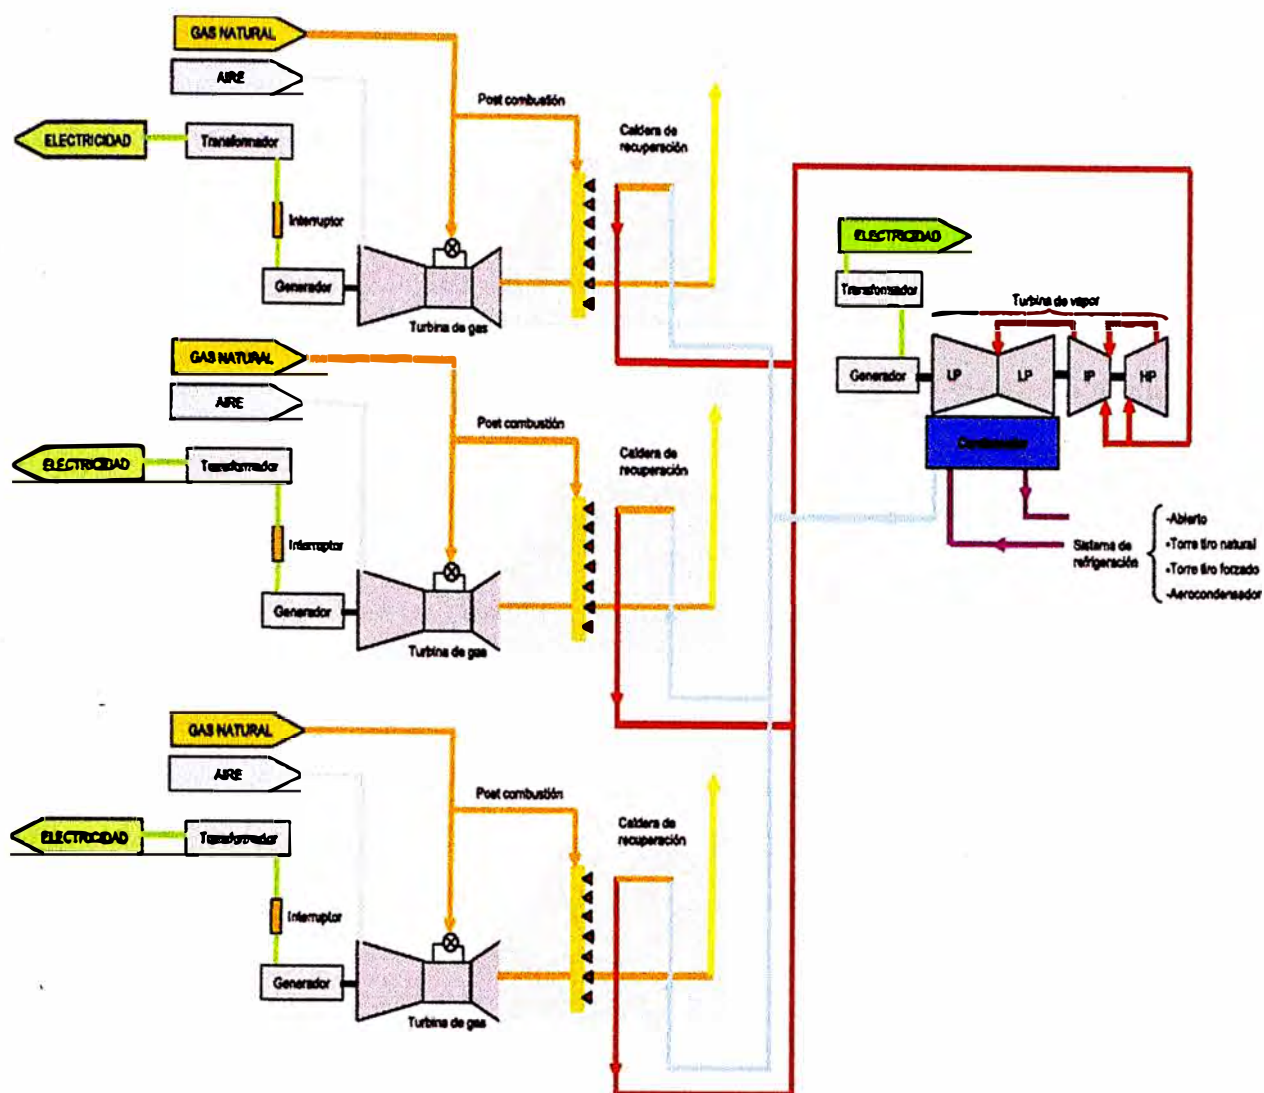 GAS NATURAL
AIRE
ELECTRICIDAD
Transformador
Interruptor
Generador
Turbina de gas
Post combustión
Caldera de
recuperación
GAS NATURAL
AIRE
ELECTRICIDAD
Transformador
Interruptor
Generador
Turbina de gas
Post combustión
Caldera de
recuperación
GAS NATURAL
AIRE
ELECTRICIDAD
Transformador
Interruptor
Generador
Turbina de gas
Post combustión
Caldera de
recuperación
ELECTRICIDAD
Transformador
Turbina de vapor
Generador
LP
LP
IP
HP
Condensador
Sistema de
refrigeración
-Abierto
-Torre tiro natural
-Torre tiro forzado
-Aerocondensador